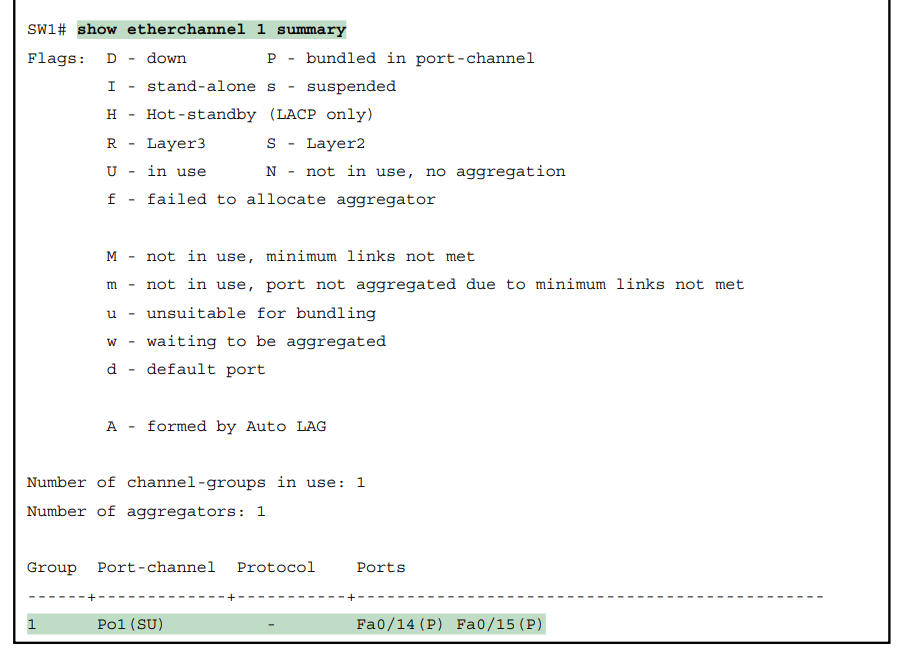 SW1# show etherchannel 1 summary
Flags:  D - down        P - bundled in port-channel
        I - stand-alone s - suspended
        H - Hot-standby (LACP only)
        R - Layer3      S - Layer2
        U - in use      N - not in use, no aggregation
        f - failed to allocate aggregator

        M - not in use, minimum links not met
        m - not in use, port not aggregated due to minimum links not met
        u - unsuitable for bundling
        w - waiting to be aggregated
        d - default port

        A - formed by Auto LAG

Number of channel-groups in use: 1
Number of aggregators: 1

Group  Port-channel  Protocol    Ports
------+-------------+-----------+-----------------------------------------------
1      Po1(SU)          -        Fa0/14(P) Fa0/15(P)